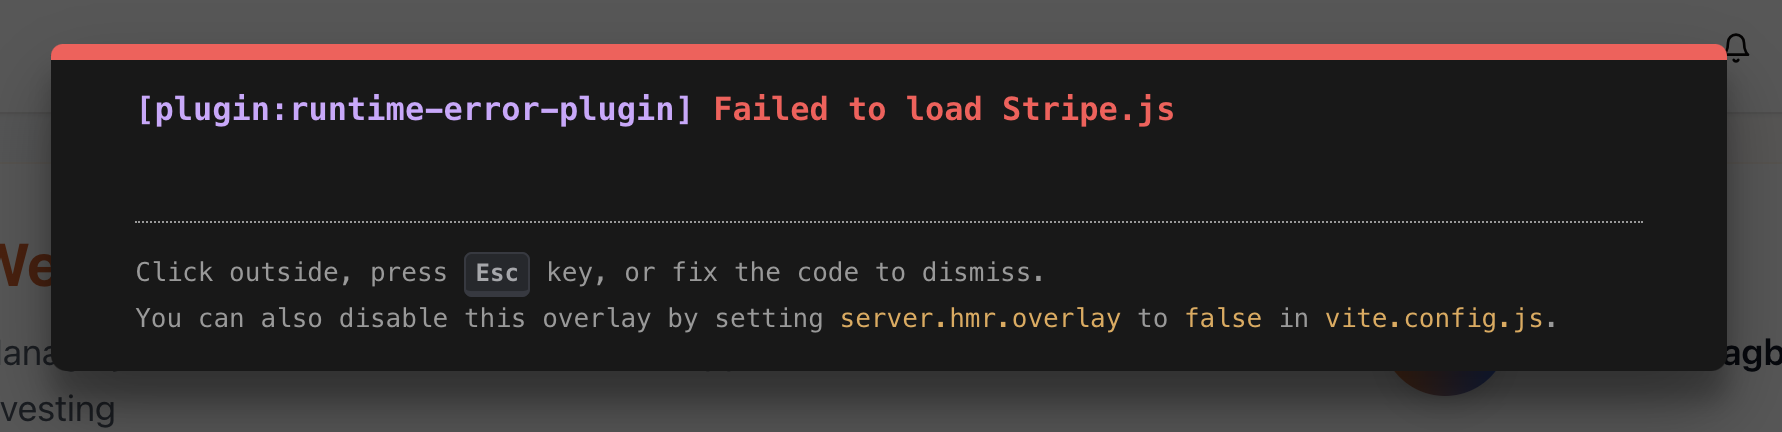 [plugin:runtime-error-plugin] Failed to load Stripe.js
Click outside, press Esc key, or fix the code to dismiss.
You can also disable this overlay by setting server.hmr.overlay to false in vite.config.js.
We
agb
vesting